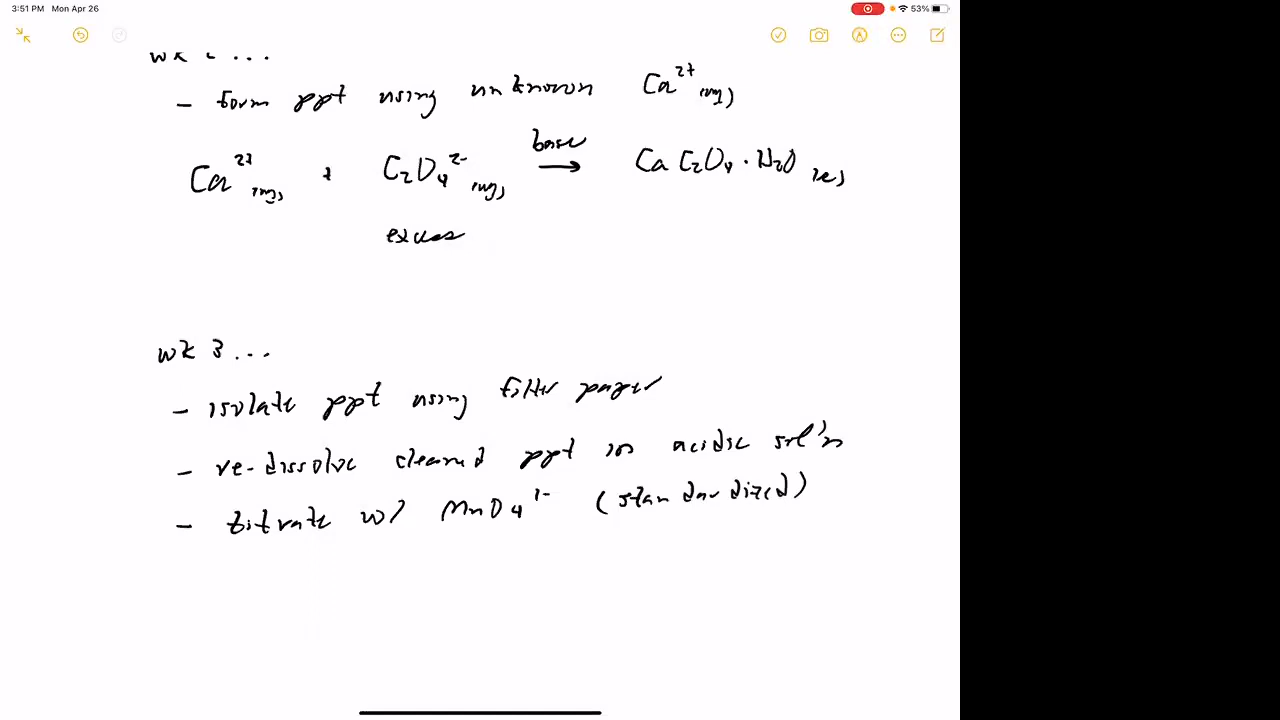 3:51 PM Mon Apr 26 53%
wk 2 ...
- form ppt using unknown Ca²⁺(aq)
Ca²⁺(aq) + C₂O₄²⁻(aq) base → CaC₂O₄·H₂O(s)
excess
wk 3 ...
- isolate ppt using filter paper
- re-dissolve cleaned ppt in acidic sol'n
- titrate w/ MnO₄¹⁻ (standardized)